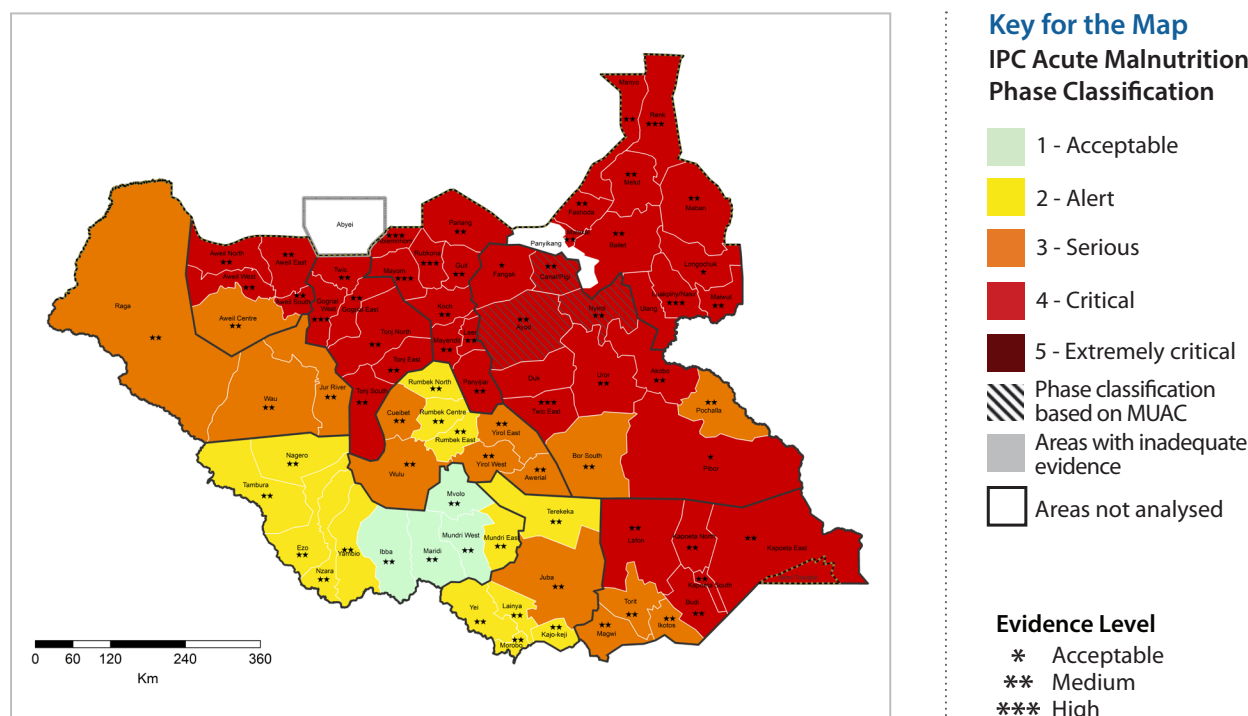 Key for the Map
IPC Acute Malnutrition
Phase Classification
1 - Acceptable
2 - Alert
3 - Serious
4 - Critical
5 - Extremely critical
Phase classification
based on MUAC
Areas with inadequate
evidence
Areas not analysed
Evidence Level
* Acceptable
** Medium
*** High
Renk
***
Melut
**
Maban
**
Fashoda
**
Baliet
**
Abyei
Panyikang
Pariang
**
Rubkona
***
Mayom
***
Guit
**
Fangak
*
Canal/Pigi
**
Longochuk
*
Maiwut
**
Ulang
Nyirol
**
Ayod
**
Koch
**
Leer
**
Mayendit
**
Panyijiar
**
Duk
Uror
**
Akobo
**
Twic East
***
Pochalla
**
Pibor
*
Bor South
**
Aweil North
**
Aweil East
**
Aweil West
**
Aweil South
**
Aweil Centre
**
Twic
**
Gogrial West
***
Gogrial East
**
Tonj North
**
Tonj East
**
Tonj South
**
Raga
**
Wau
**
Jur River
**
Rumbek North
**
Cueibet
**
Rumbek Centre
**
Rumbek East
**
Yirol East
**
Yirol West
**
Awerial
**
Wulu
**
Nagero
**
Tambura
**
Ezo
**
Nzara
**
Yambio
**
Ibba
**
Maridi
**
Mvolo
**
Mundri West
**
Mundri East
**
Terekeka
**
Juba
**
Yei
**
Lainya
**
Morobo
**
Kajo-keji
**
Magwi
**
Torit
**
Ikotos
**
Lafon
**
Kapoeta North
**
Kapoeta East
**
Kapoeta South
**
Budi
**
0 60 120 240 360
Km